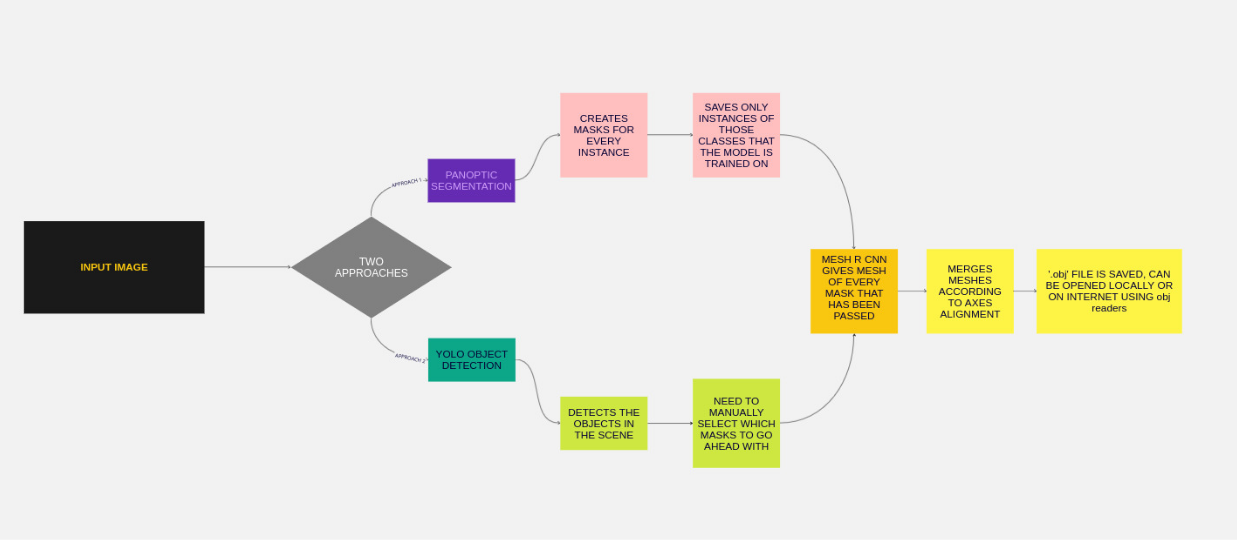 INPUT IMAGE
TWO
APPROACHES
APPROACH 1
PANOPTIC
SEGMENTATION
CREATES
MASKS FOR
EVERY
INSTANCE
SAVES ONLY
INSTANCES OF
THOSE
CLASSES THAT
THE MODEL IS
TRAINED ON
APPROACH 2
YOLO OBJECT
DETECTION
DETECTS THE
OBJECTS IN
THE SCENE
NEED TO
MANUALLY
SELECT WHICH
MASKS TO GO
AHEAD WITH
MESH R CNN
GIVES MESH
OF EVERY
MASK THAT
HAS BEEN
PASSED
MERGES
MESHES
ACCORDING
TO AXES
ALIGNMENT
'.obj' FILE IS SAVED, CAN
BE OPENED LOCALLY OR
ON INTERNET USING obj
readers